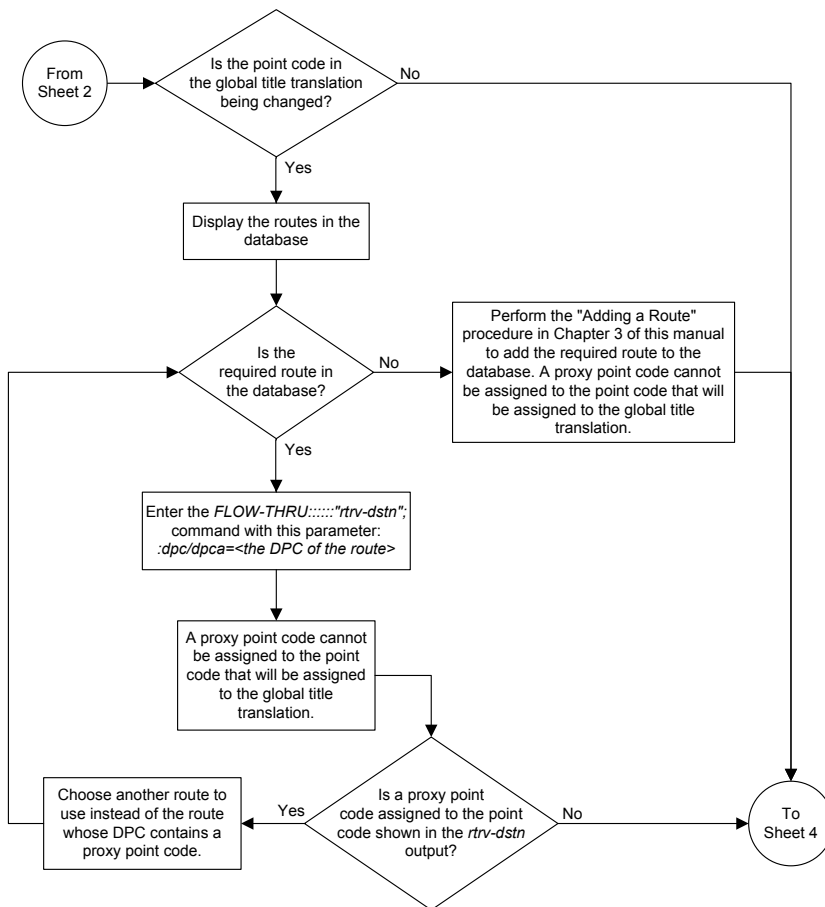 From
Sheet 2
Is the point code in
the global title translation
being changed?
No
Yes
Display the routes in the
database
Is the
required route in
the database?
No
Perform the "Adding a Route"
procedure in Chapter 3 of this manual
to add the required route to the
database. A proxy point code cannot
be assigned to the point code that will
be assigned to the global title
translation.
Yes
Enter the FLOW-THRU::::::"rtrv-dstn";
command with this parameter:
:dpc/dpca=<the DPC of the route>
A proxy point code cannot
be assigned to the point
code that will be assigned
to the global title
translation.
Choose another route to
use instead of the route
whose DPC contains a
proxy point code.
Yes
Is a proxy point
code assigned to the point
code shown in the rtrv-dstn
output?
No
To
Sheet 4